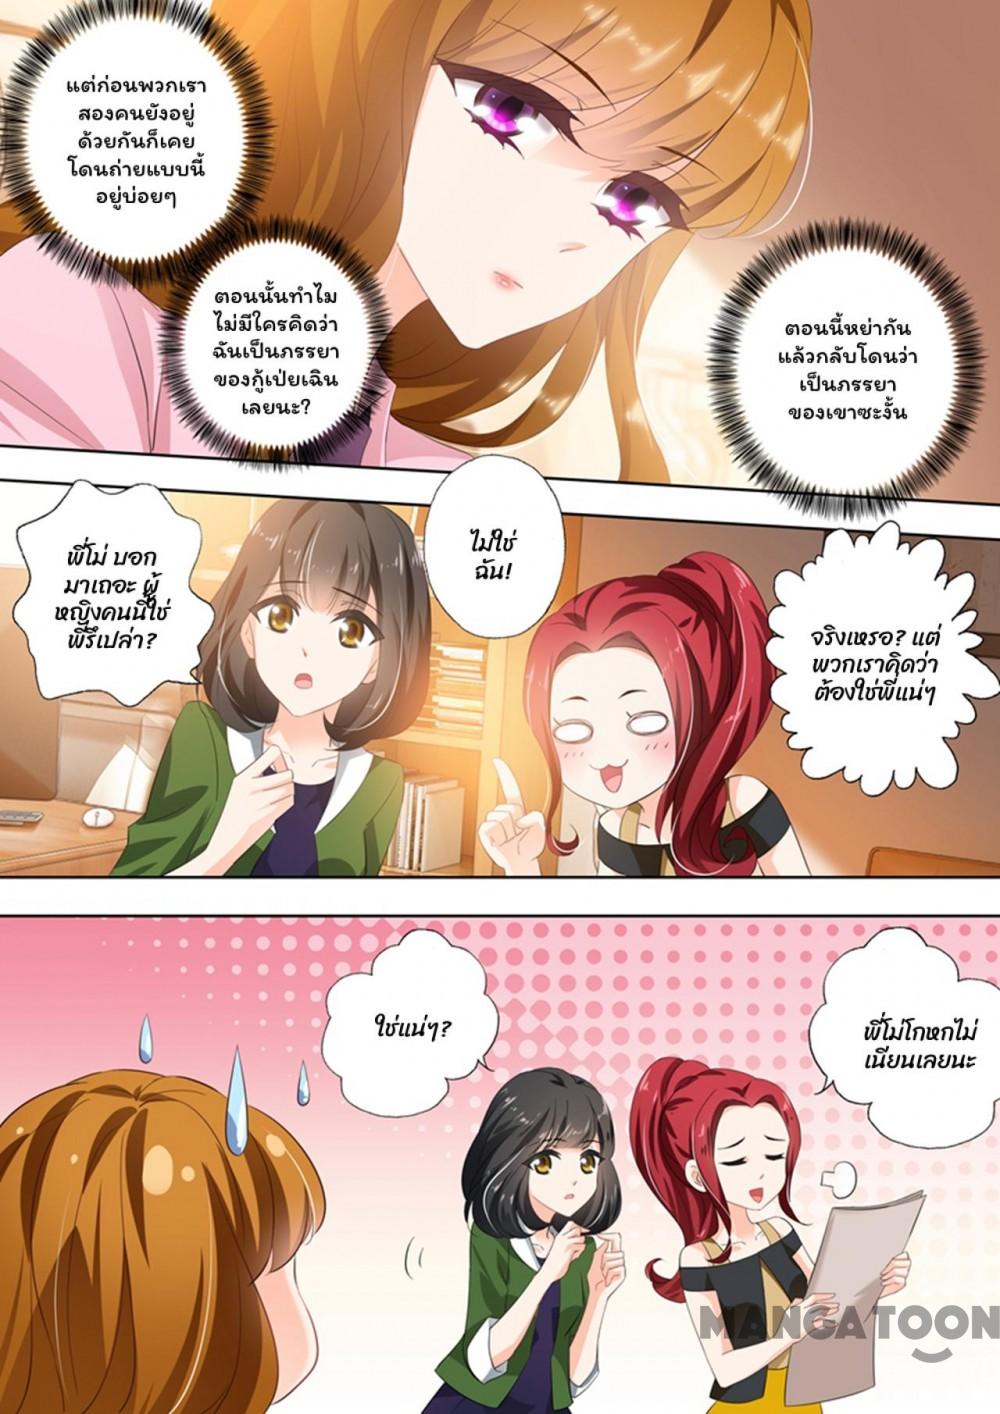 แต่ก่อนพวกเรา
สองคนยังอยู่
ด้วยกันก็เคย
โดนถ่ายแบบนี้
อยู่บ่อยๆ
ตอนนั้นทำไม
ไม่มีใครคิดว่า
ฉันเป็นภรรยา
ของกู้เป่ยเฉิน
เลยนะ?
ตอนนี้หย่ากัน
แล้วกลับโดนว่า
เป็นภรรยา
ของเขาซะงั้น
พี่โม่ บอก
มาเถอะ ผู้
หญิงคนนี้ใช่
พี่รึเปล่า?
ไม่ใช่
ฉัน!
จริงเหรอ? แต่
พวกเราคิดว่า
ต้องใช่พี่แน่ๆ
ใช่แน่ๆ?
พี่โม่โกหกไม่
เนียนเลยนะ
MANGATOON